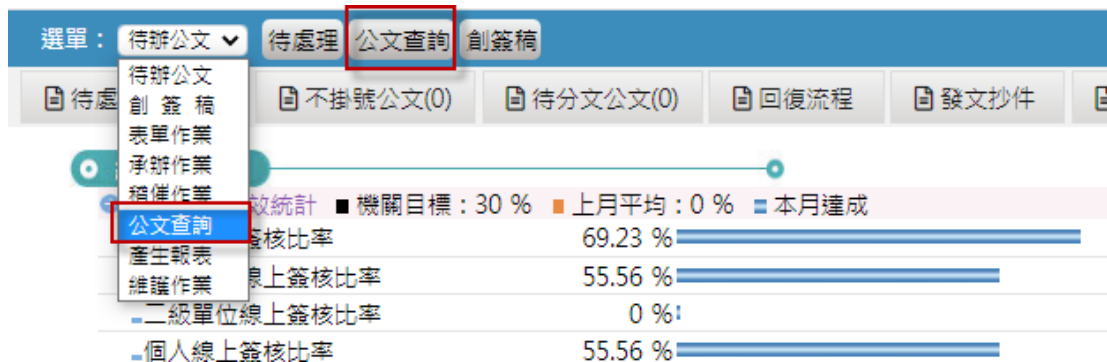 選單： 待辦公文 待處理 公文查詢 創簽稿
待辦公文
創 簽 稿
表單作業
承辦作業
稽催作業
公文查詢
產生報表
維護作業
待處 不掛號公文(0) 待分文公文(0) 回復流程 發文抄件
效統計 ■機關目標：30 % ■上月平均：0 % 本月達成
簽核比率 69.23 %
線上簽核比率 55.56 %
二級單位線上簽核比率 0 %
個人線上簽核比率 55.56 %